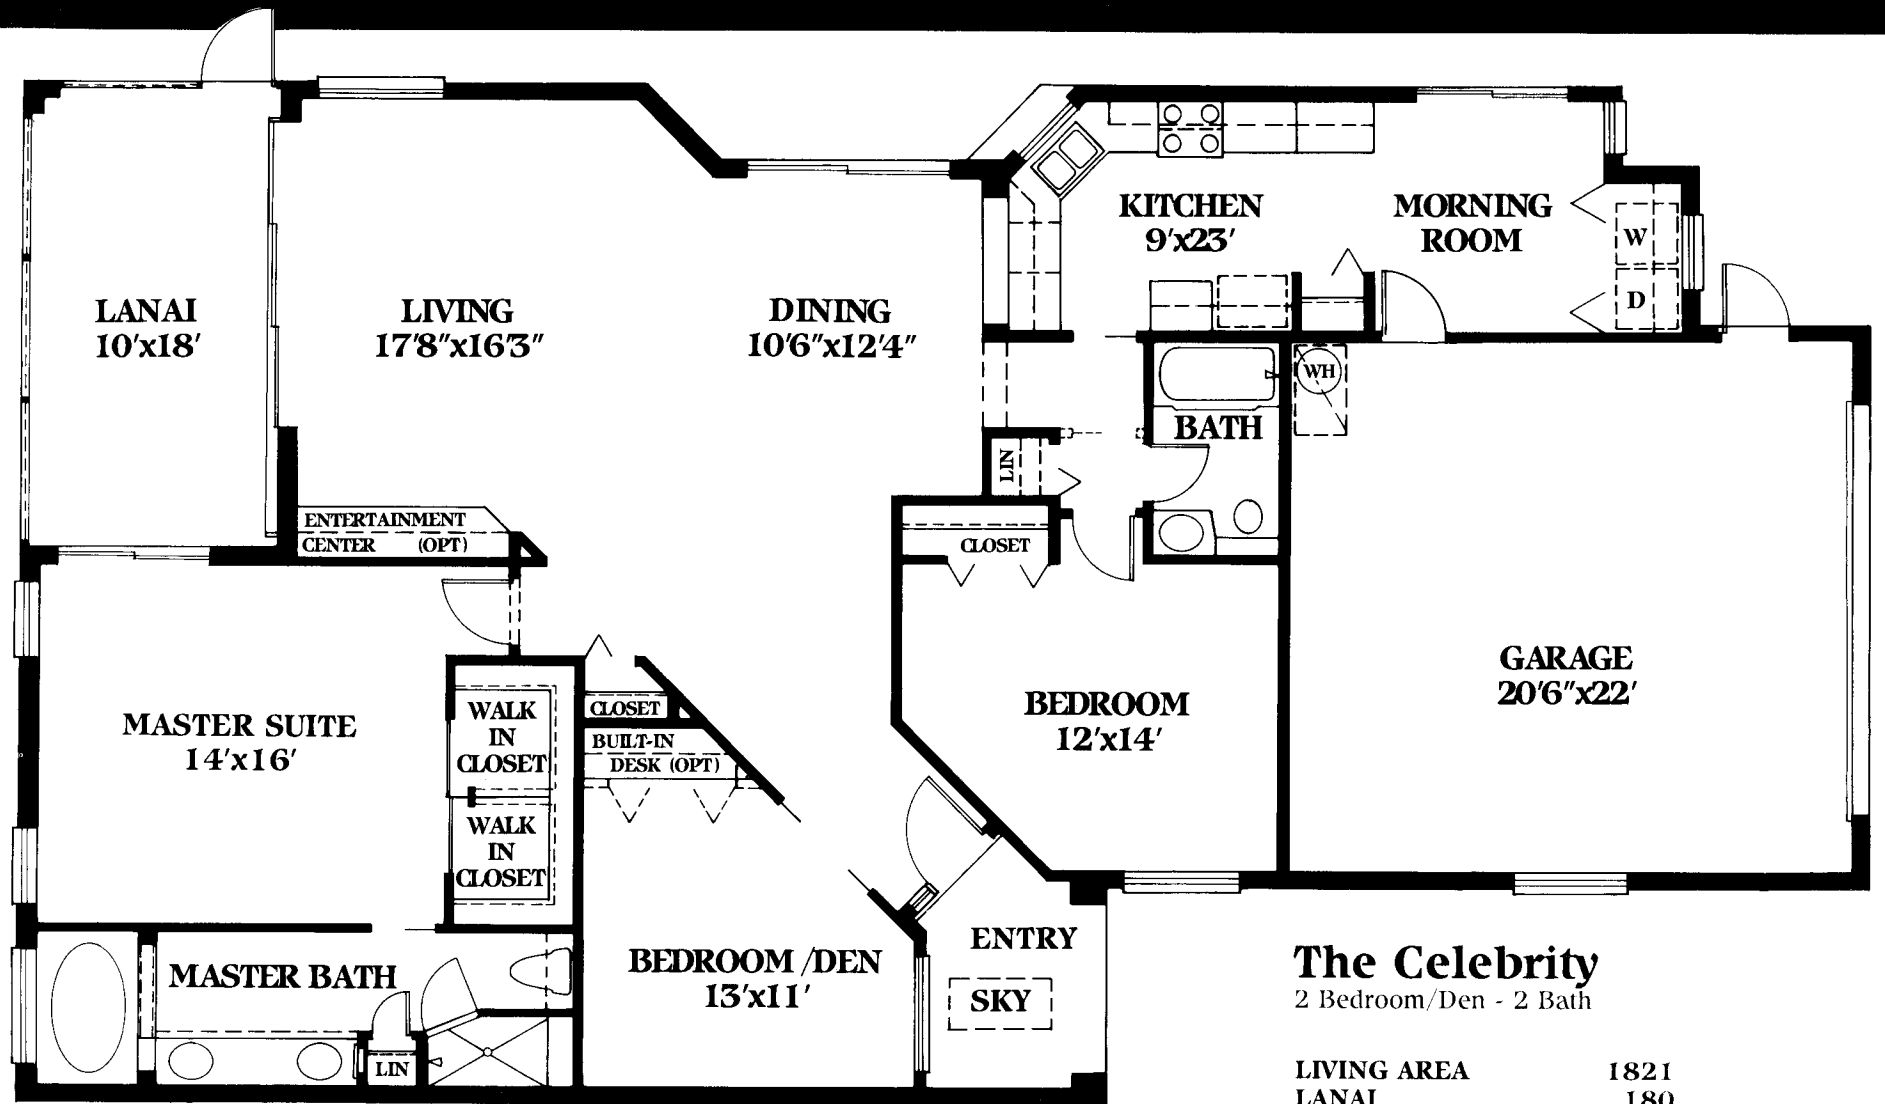 KITCHEN
9'x23'
MORNING
ROOM
W
D
LANAI
10'x18'
LIVING
17'8"x16'3"
DINING
10'6"x12'4"
WH
BATH
LIN
ENTERTAINMENT
CENTER (OPT)
CLOSET
GARAGE
20'6"x22'
BEDROOM
12'x14'
MASTER SUITE
14'x16'
WALK
IN
CLOSET
CLOSET
BUILT-IN
DESK (OPT)
WALK
IN
CLOSET
MASTER BATH
LIN
BEDROOM/DEN
13'x11'
ENTRY
SKY
The Celebrity
2 Bedroom/Den - 2 Bath
LIVING AREA 1821
LANAI 180